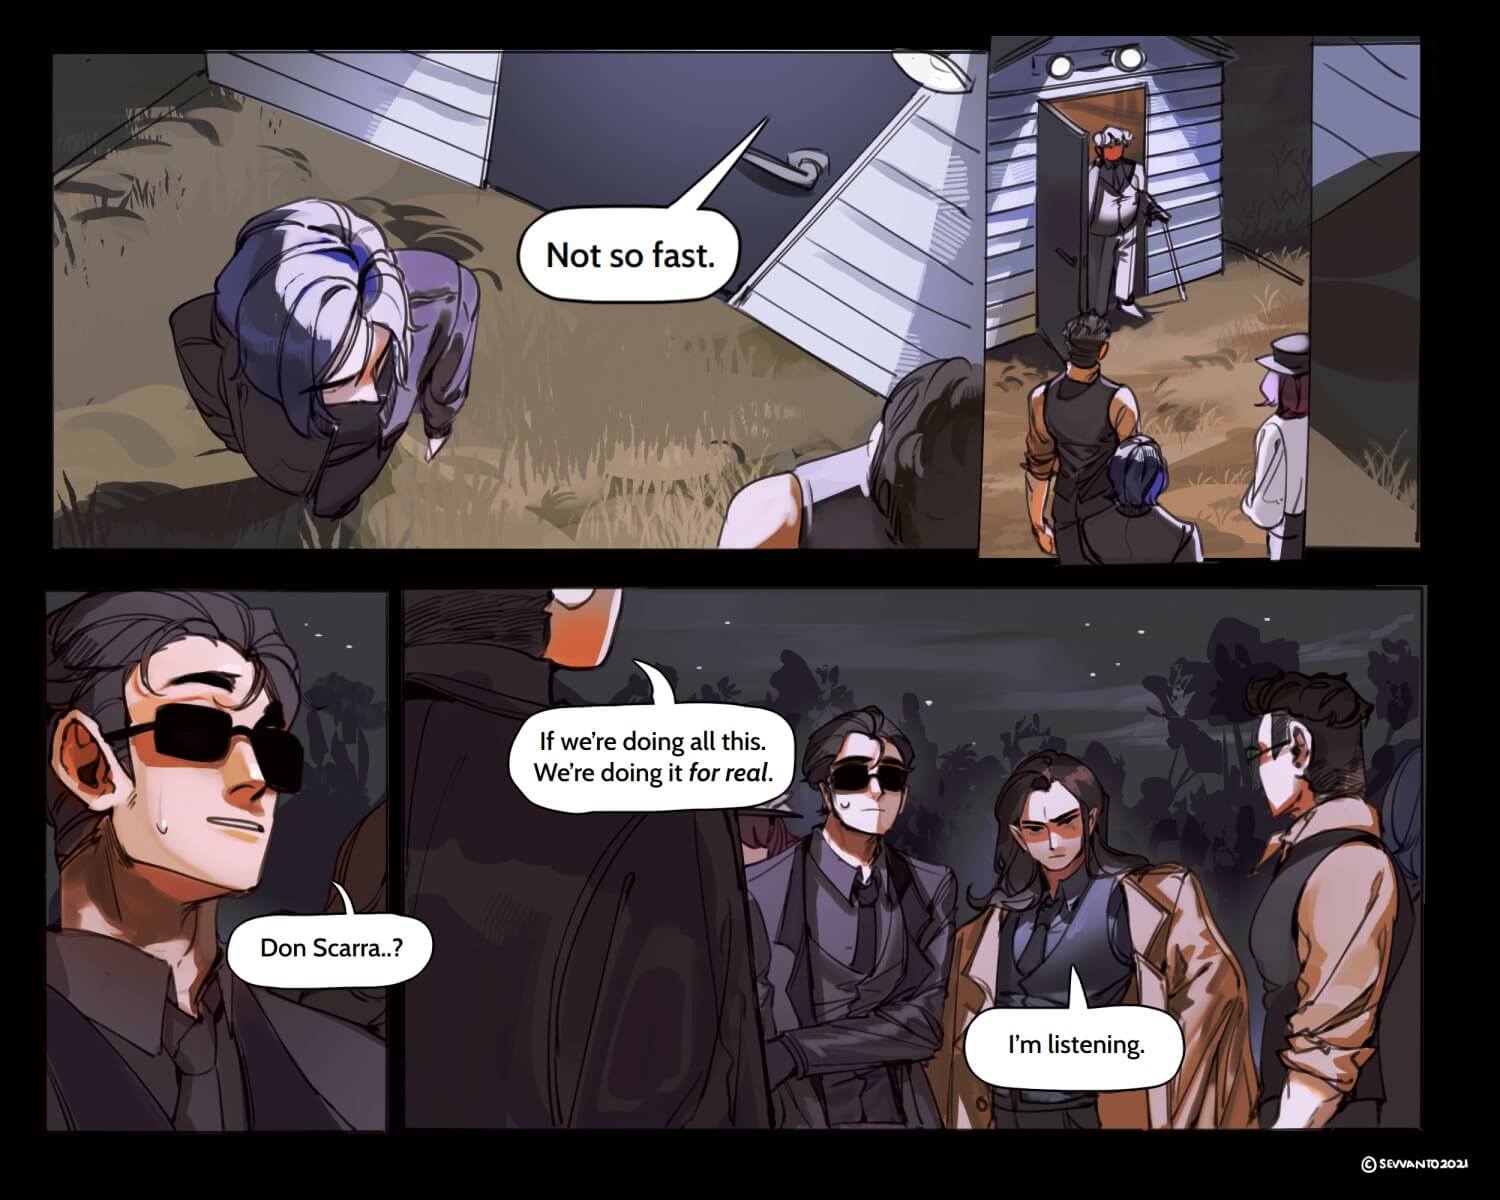 Not so fast.
Don Scarra..?
If we're doing all this.
We're doing it for real.
I'm listening.
© SEVVANTO2021